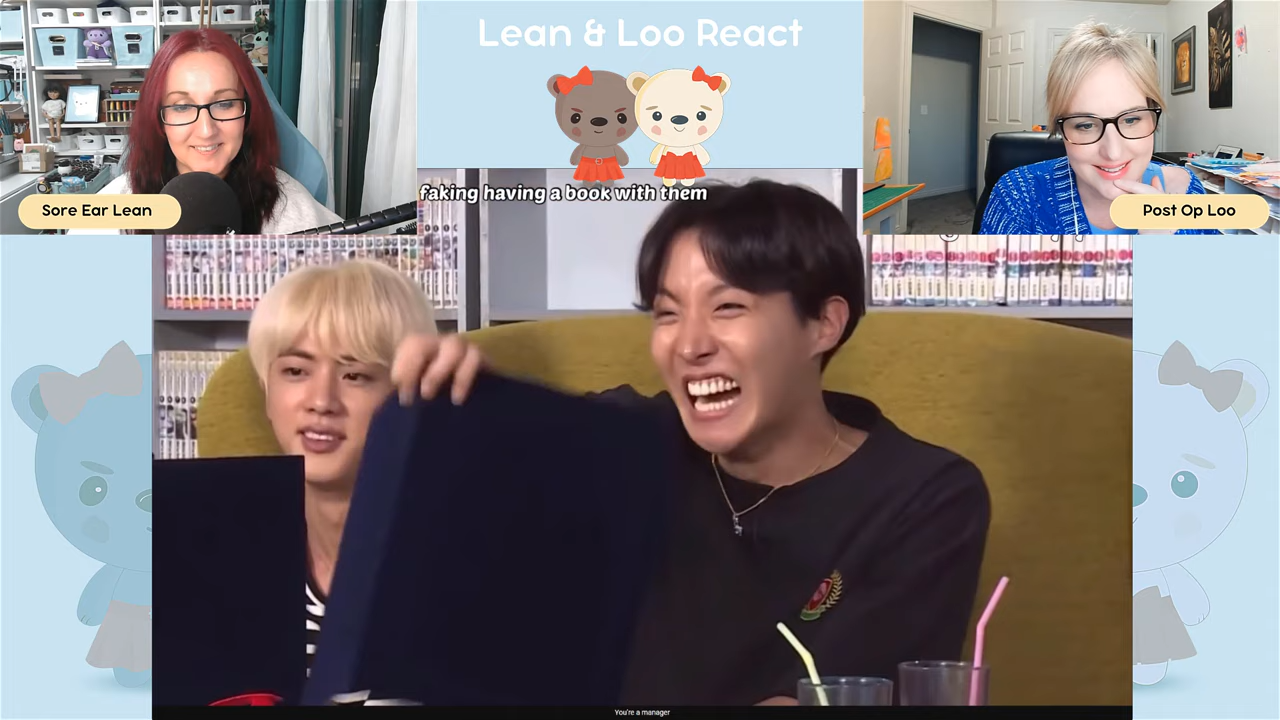 Lean & Loo React
Sore Ear Lean
Post Op Loo
faking having a book with them
You're a manager